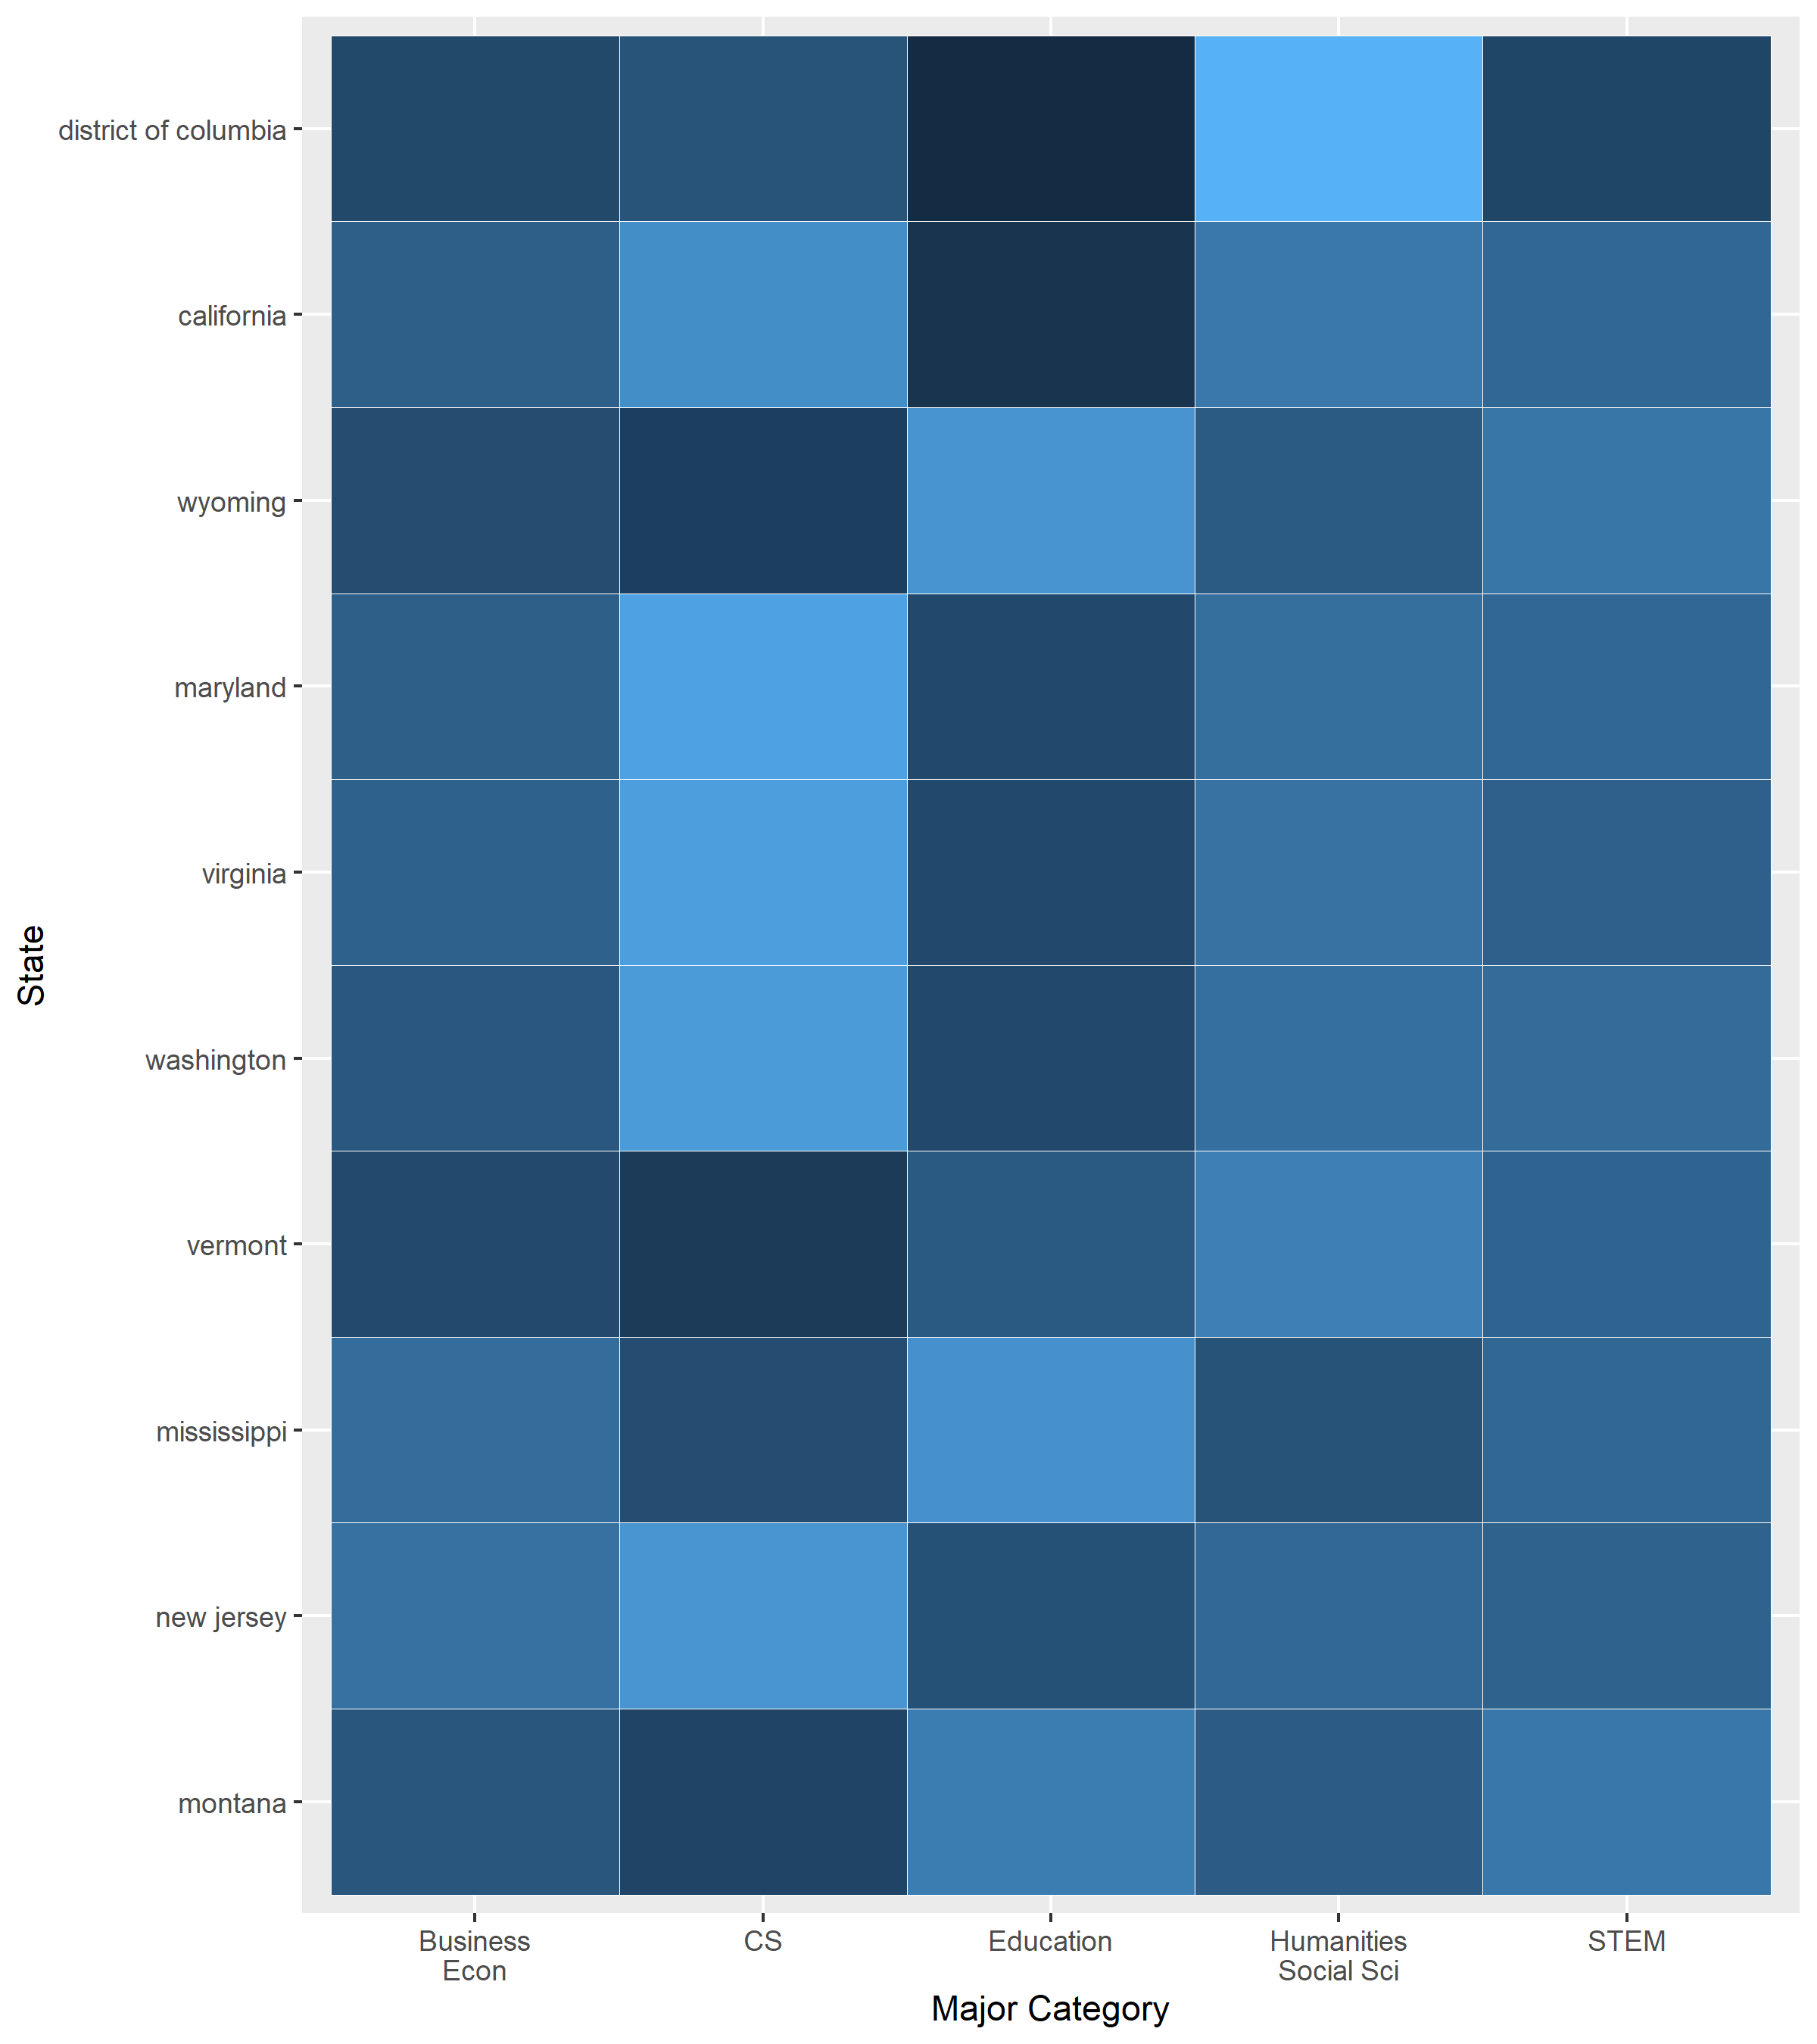 district of columbia
california
wyoming
maryland
virginia
washington
vermont
mississippi
new jersey
montana
State
Business
Econ
CS
Education
Humanities
Social Sci
STEM
Major Category